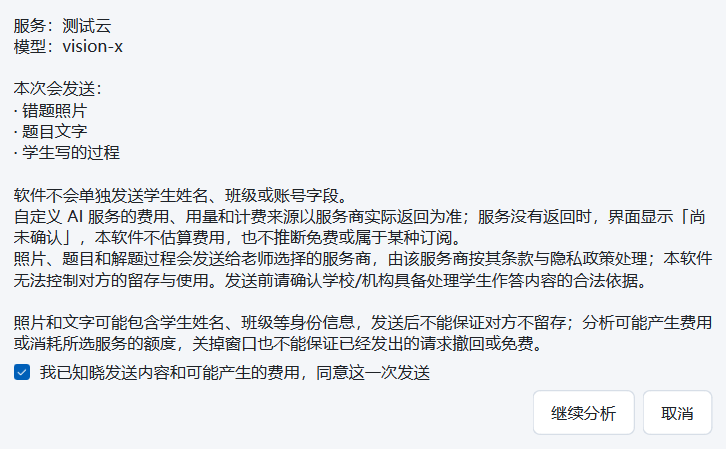 服务：测试云
模型：vision-x
本次会发送：
· 错题照片
· 题目文字
· 学生写的过程
软件不会单独发送学生姓名、班级或账号字段。
自定义 AI 服务的费用、用量和计费来源以服务商实际返回为准；服务没有返回时，界面显示「尚
未确认」，本软件不估算费用，也不推断免费或属于某种订阅。
照片、题目和解题过程会发送给老师选择的服务商，由该服务商按其条款与隐私政策处理；本软件
无法控制对方的留存与使用。发送前请确认学校/机构具备处理学生作答内容的合法依据。
照片和文字可能包含学生姓名、班级等身份信息，发送后不能保证对方不留存；分析可能产生费用
或消耗所选服务的额度，关掉窗口也不能保证已经发出的请求撤回或免费。
我已知晓发送内容和可能产生的费用，同意这一次发送
继续分析
取消